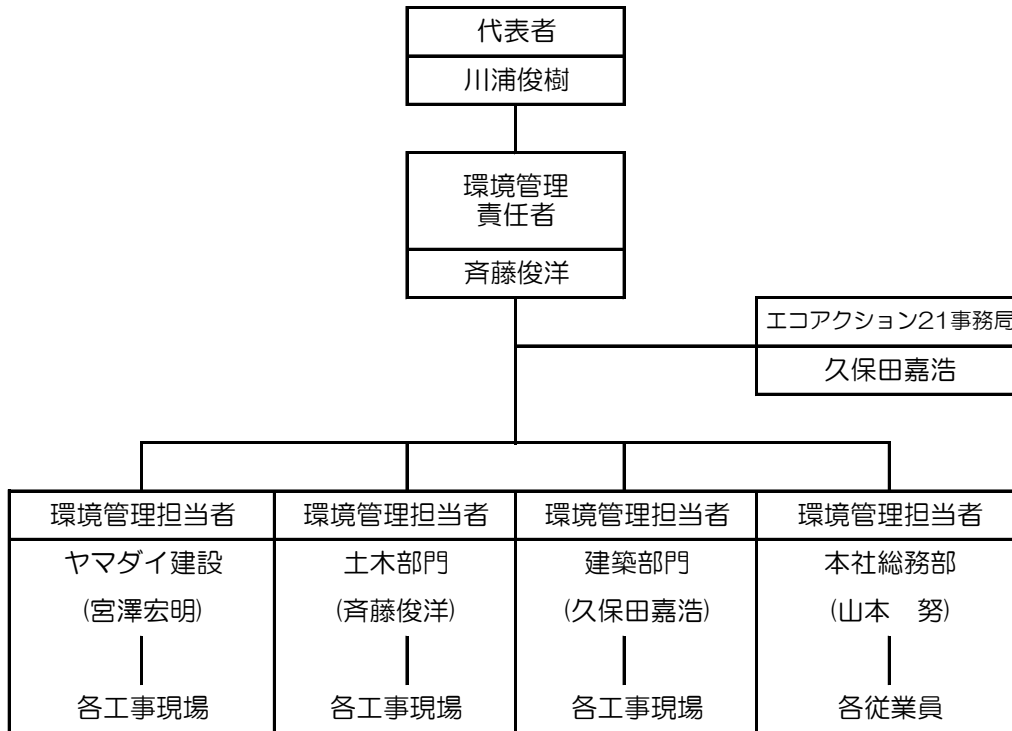 代表者
川浦俊樹
環境管理
責任者
斉藤俊洋
エコアクション21事務局
久保田嘉浩
環境管理担当者 環境管理担当者 環境管理担当者 環境管理担当者
ヤマダイ建設 土木部門 建築部門 本社総務部
(宮澤宏明) (斉藤俊洋) (久保田嘉浩) (山本　努)
各工事現場 各工事現場 各工事現場 各従業員